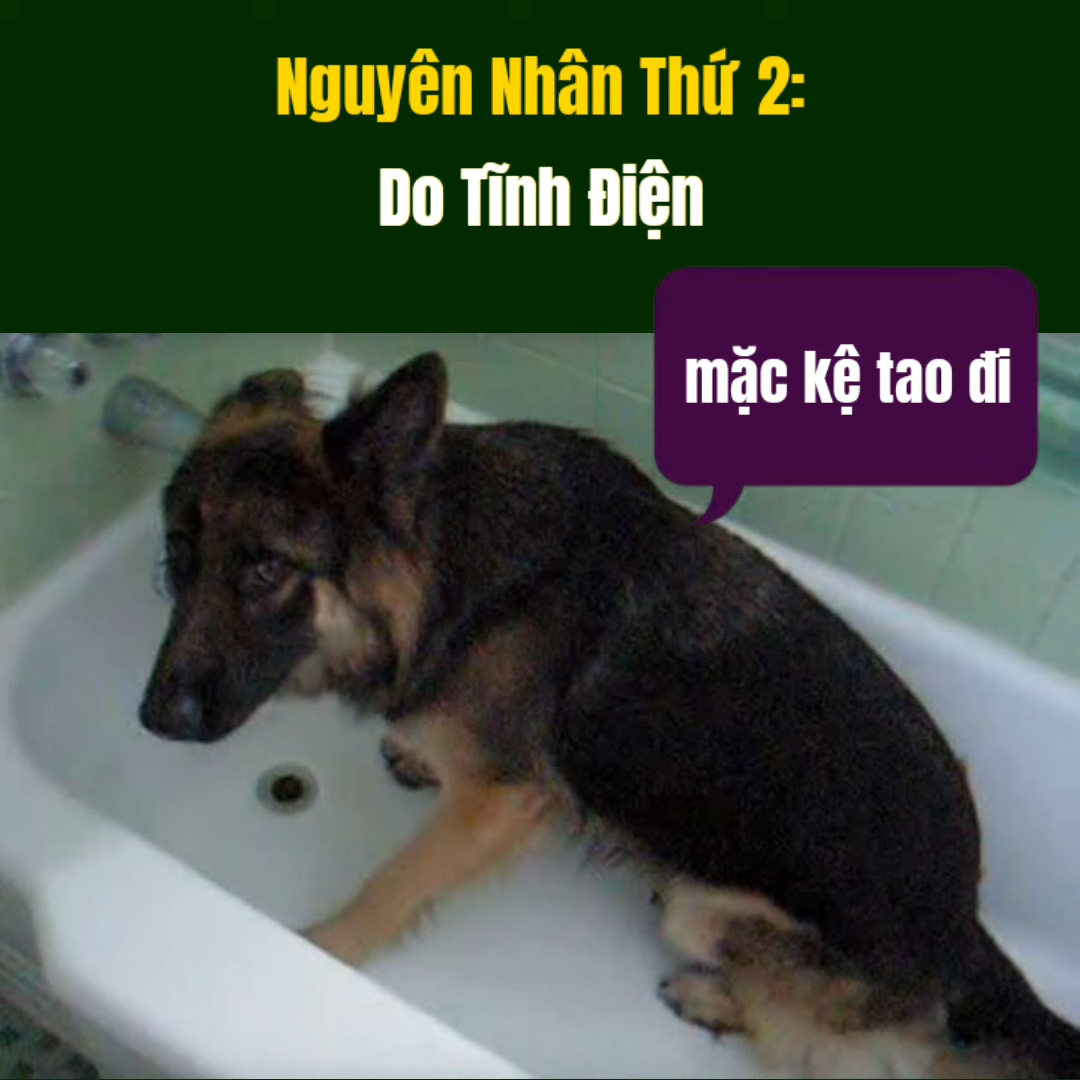 Nguyên Nhân Thứ 2:
Do Tĩnh Điện
mặc kệ tao đi